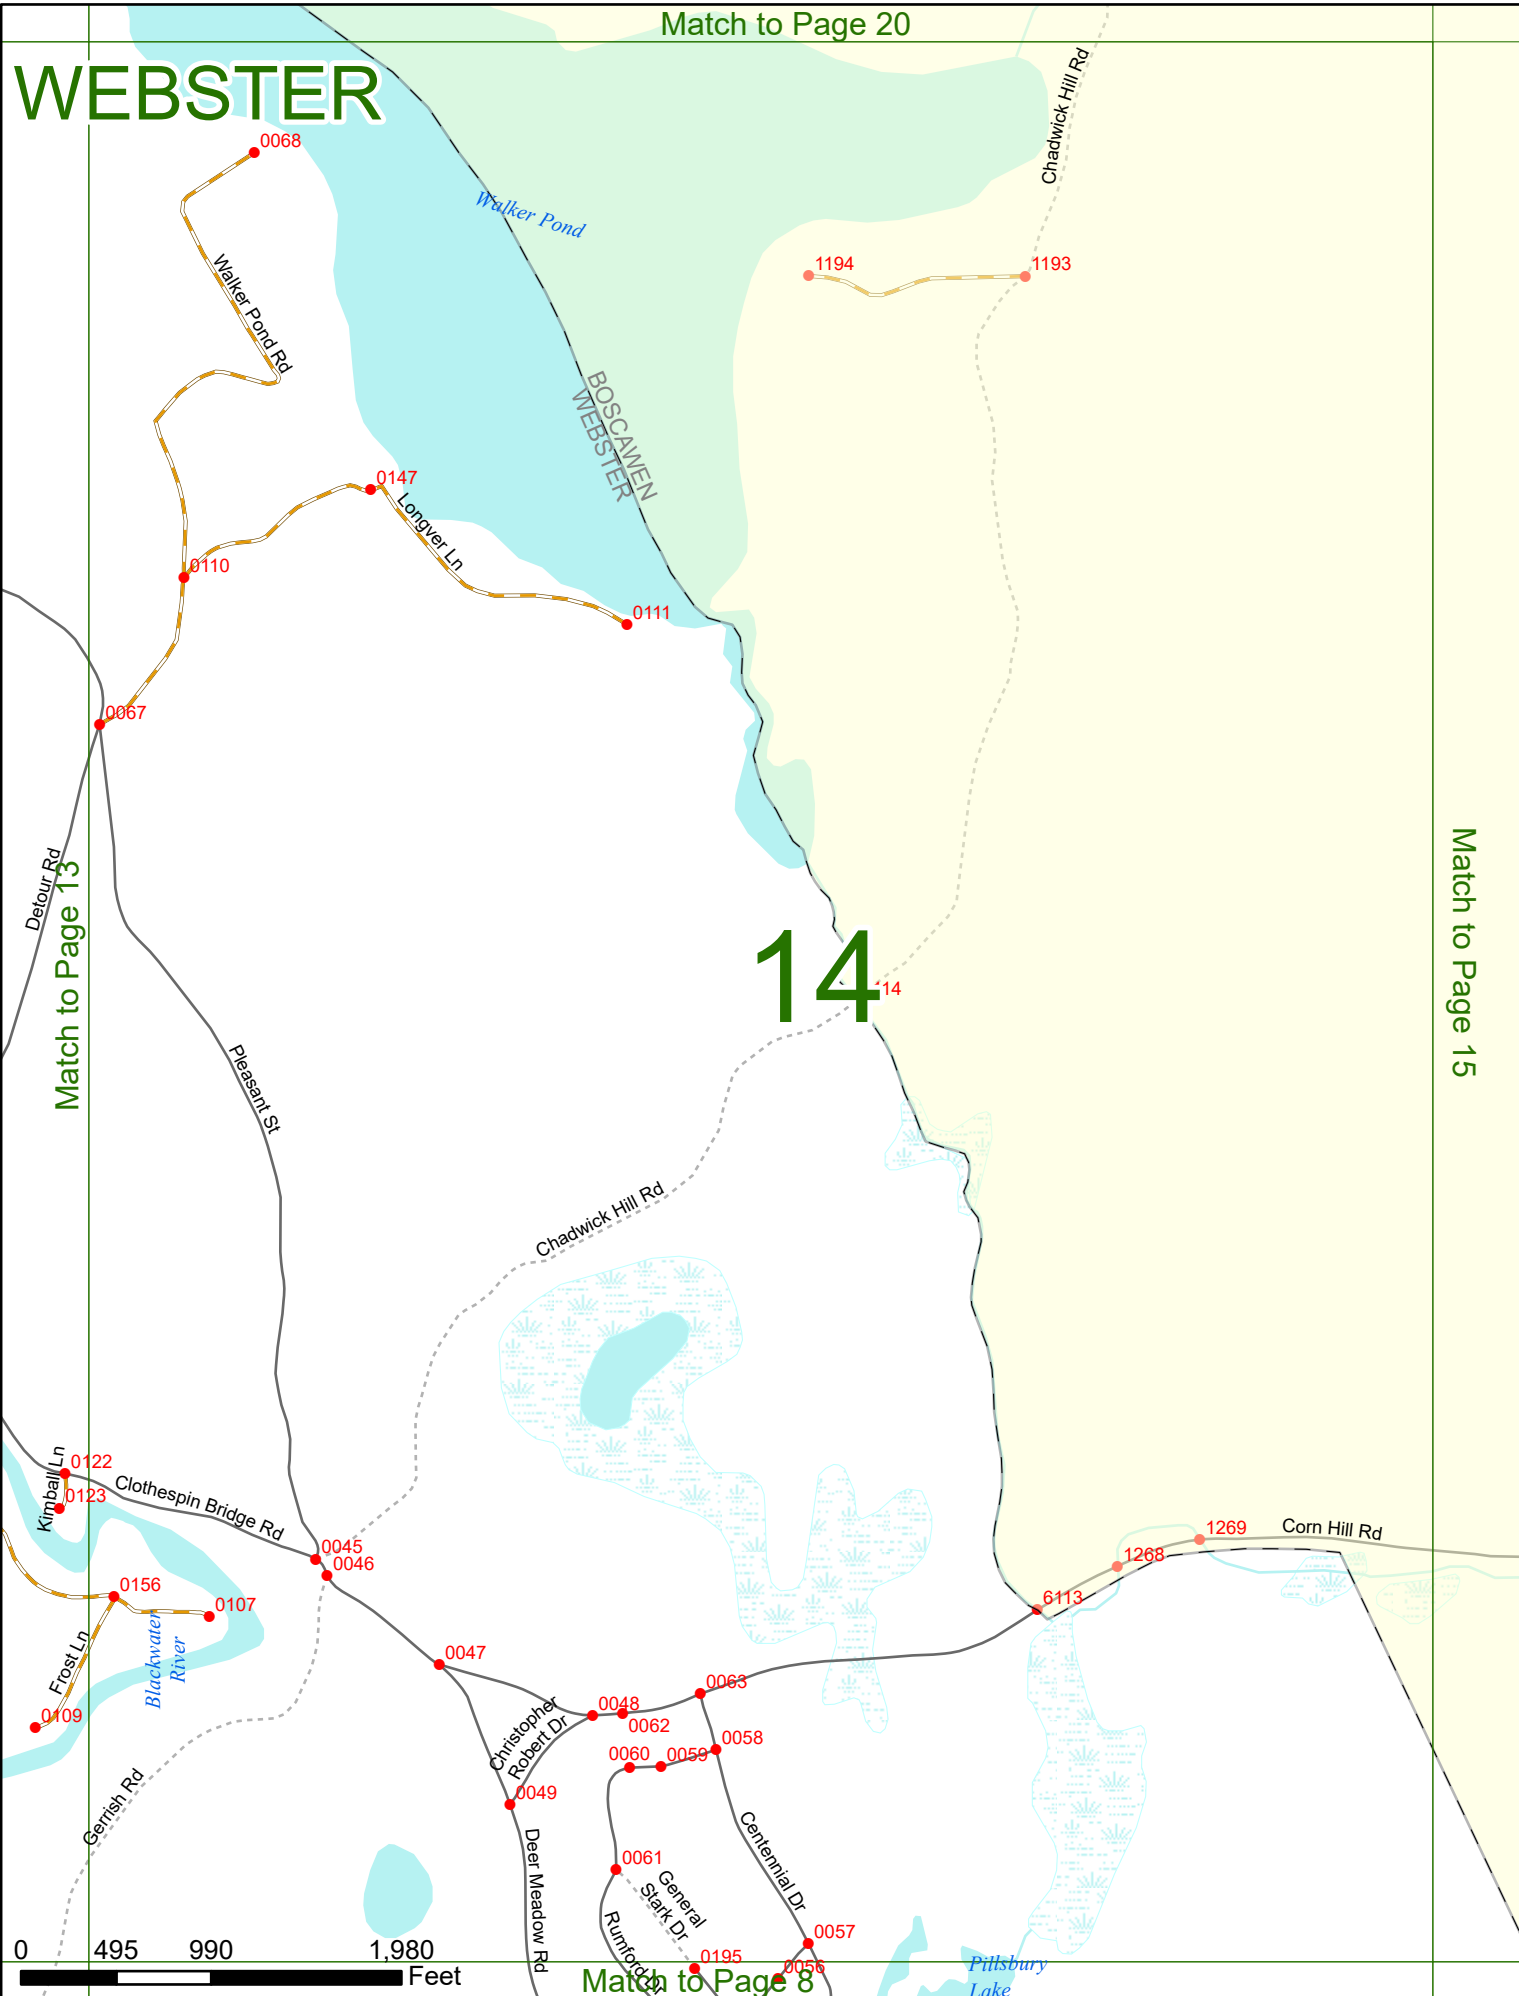 Match to Page 20
WEBSTER
Chadwick Hill Rd
0068
Walker Pond
1194
1193
Walker Pond Rd
BOSCAWEN
WEBSTER
0147
Longver Ln
0110
0111
0067
Detour Rd
Match to Page 13
Match to Page 15
14
14
Pleasant St
Chadwick Hill Rd
0122
Kimball Ln
0123
Clothespin Bridge Rd
0045
0046
1269
Corn Hill Rd
1268
6113
0156
0107
Frost Ln
Blackwater
River
0109
0047
0063
0048
0062
Christopher
Robert Dr
0058
0060
0059
0049
Gerrish Rd
Deer Meadow Rd
Centennial Dr
0061
General
Stark Dr
Rumford Dr
0057
0195
0056
Pillsbury
Lake
0
495
990
1,980
Feet
Match to Page 8